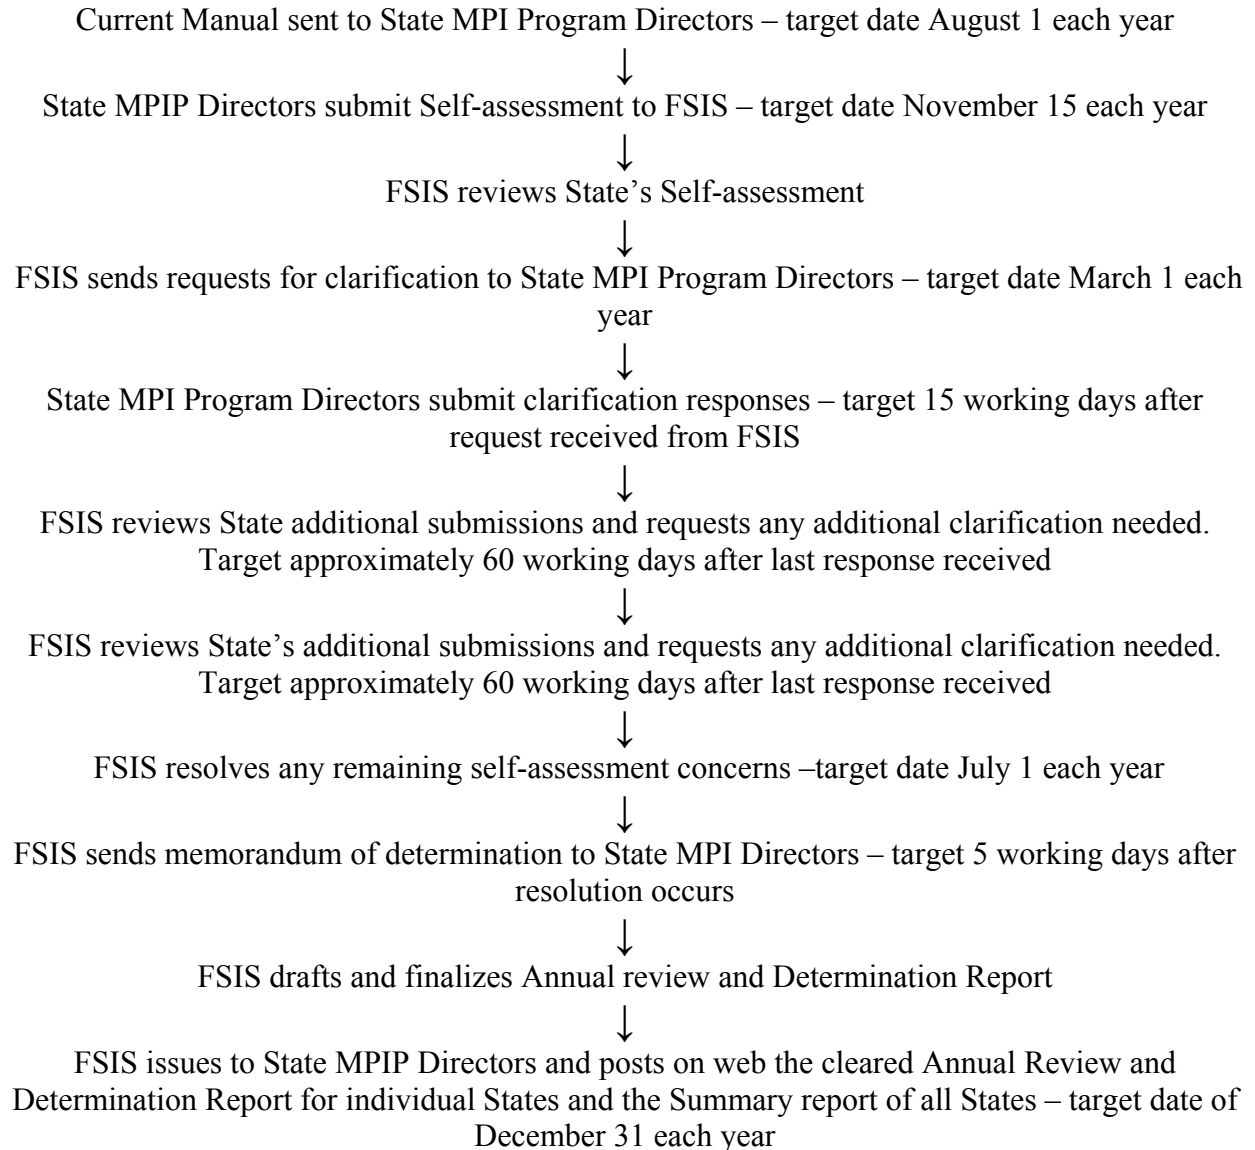 Current Manual sent to State MPI Program Directors – target date August 1 each year
↓
State MPIP Directors submit Self-assessment to FSIS – target date November 15 each year
↓
FSIS reviews State’s Self-assessment
↓
FSIS sends requests for clarification to State MPI Program Directors – target date March 1 each
year
↓
State MPI Program Directors submit clarification responses – target 15 working days after
request received from FSIS
↓
FSIS reviews State additional submissions and requests any additional clarification needed.
Target approximately 60 working days after last response received
↓
FSIS reviews State’s additional submissions and requests any additional clarification needed.
Target approximately 60 working days after last response received
↓
FSIS resolves any remaining self-assessment concerns –target date July 1 each year
↓
FSIS sends memorandum of determination to State MPI Directors – target 5 working days after
resolution occurs
↓
FSIS drafts and finalizes Annual review and Determination Report
↓
FSIS issues to State MPIP Directors and posts on web the cleared Annual Review and
Determination Report for individual States and the Summary report of all States – target date of
December 31 each year